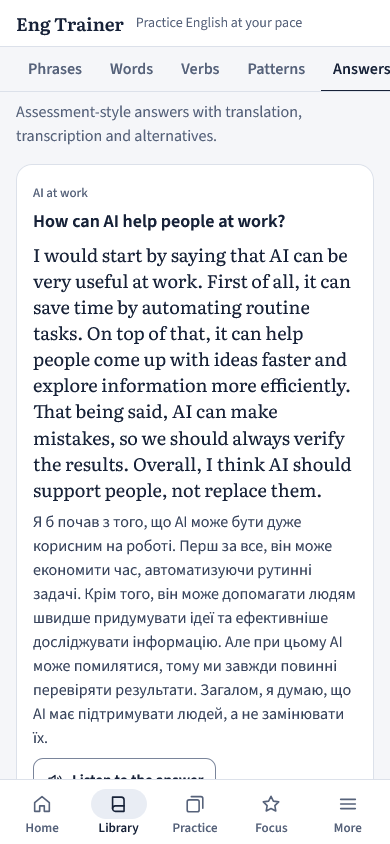 Eng Trainer Practice English at your pace
Phrases Words Verbs Patterns Answers
Assessment-style answers with translation,
transcription and alternatives.
AI at work
How can AI help people at work?
I would start by saying that AI can be
very useful at work. First of all, it can
save time by automating routine
tasks. On top of that, it can help
people come up with ideas faster and
explore information more efficiently.
That being said, AI can make
mistakes, so we should always verify
the results. Overall, I think AI should
support people, not replace them.
Я б почав з того, що AI може бути дуже
корисним на роботі. Перш за все, він може
економити час, автоматизуючи рутинні
задачі. Крім того, він може допомагати людям
швидше придумувати ідеї та ефективніше
досліджувати інформацію. Але при цьому AI
може помилятися, тому ми завжди повинні
перевіряти результати. Загалом, я думаю, що
AI має підтримувати людей, а не замінювати
їх.
Listen to the answer
Home Library Practice Focus More